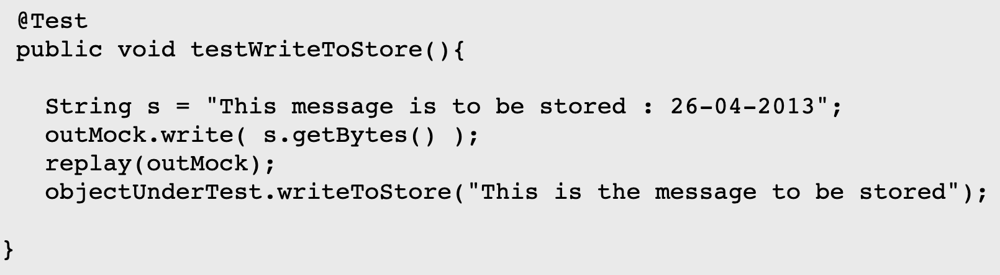 @Test
public void testWriteToStore(){
String s = "This message is to be stored : 26-04-2013";
outMock.write( s.getBytes() );
replay(outMock);
objectUnderTest.writeToStore("This is the message to be stored");
}